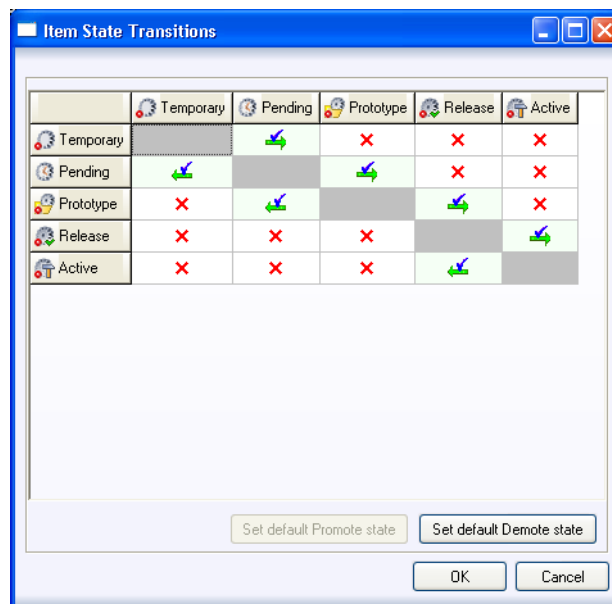 Item State Transitions
Temporary Pending Prototype Release Active
Temporary
Pending
Prototype
Release
Active
Set default Promote state Set default Demote state
OK Cancel